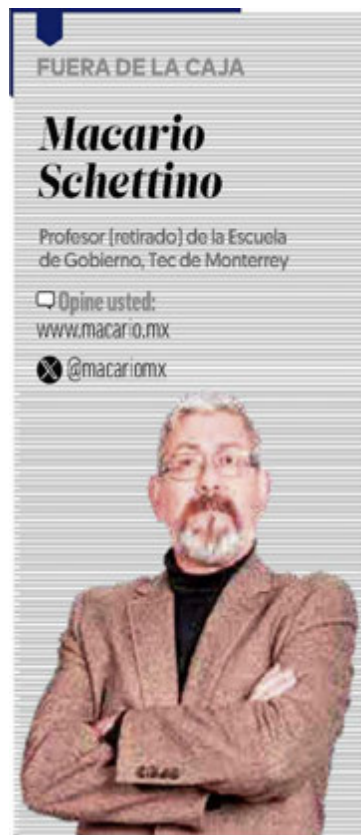 FUERA DE LA CAJA
Macario
Schettino
Profesor (retirado) de la Escuela
de Gobierno, Tec de Monterrey
Opine usted:
www.macario.mx
@macariomx